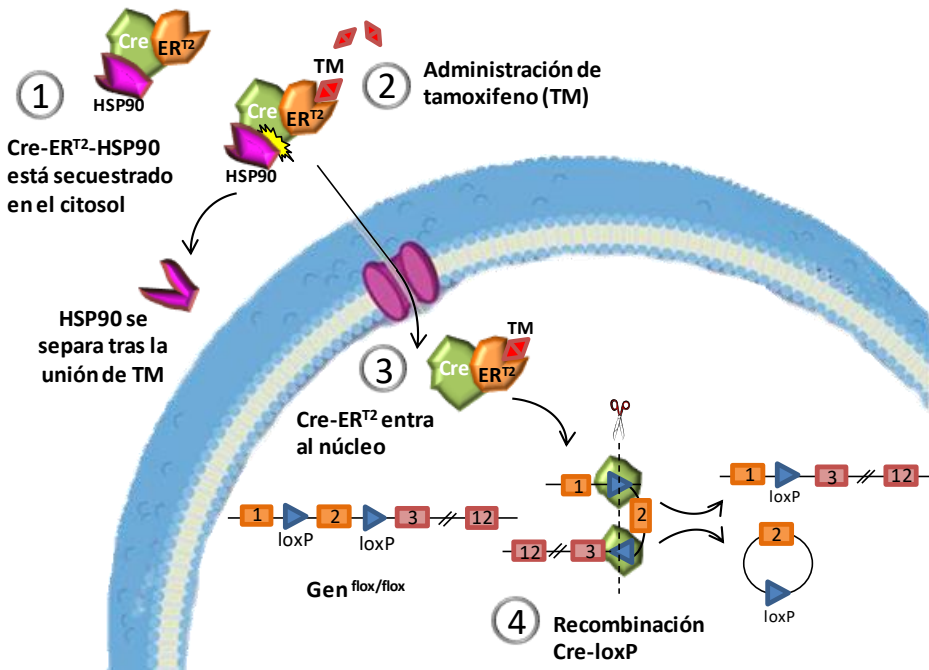 Cre
ER^T2
HSP90
1
Cre-ER^T2-HSP90
está secuestrado
en el citosol
TM
2
Administración de
tamoxifeno (TM)
Cre
ER^T2
HSP90
HSP90 se
separa tras la
unión de TM
3
TM
Cre
ER^T2
Cre-ER^T2 entra
al núcleo
1 2 3 12
loxP loxP
Gen ^flox/flox
1
2
12 3
1 3 12
loxP
2
loxP
4
Recombinación
Cre-loxP